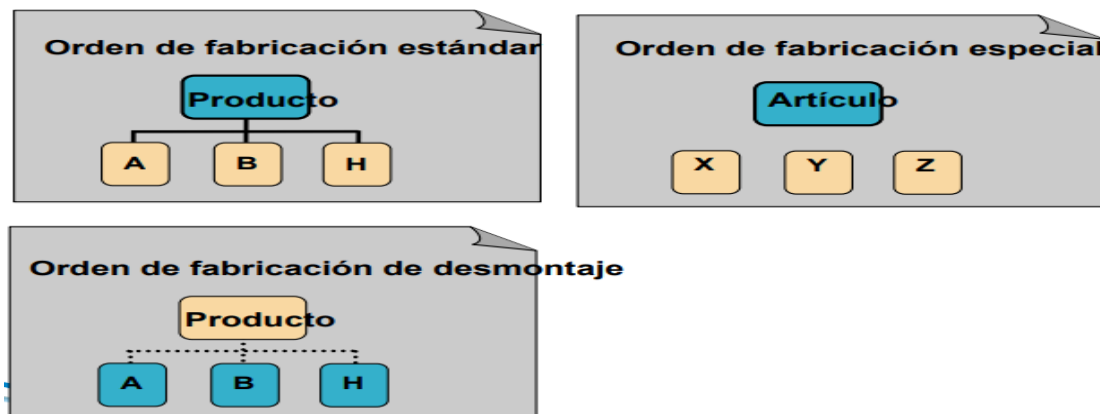 Orden de fabricación estándar
Producto
A B H
Orden de fabricación especial
Artículo
X Y Z
Orden de fabricación de desmontaje
Producto
A B H